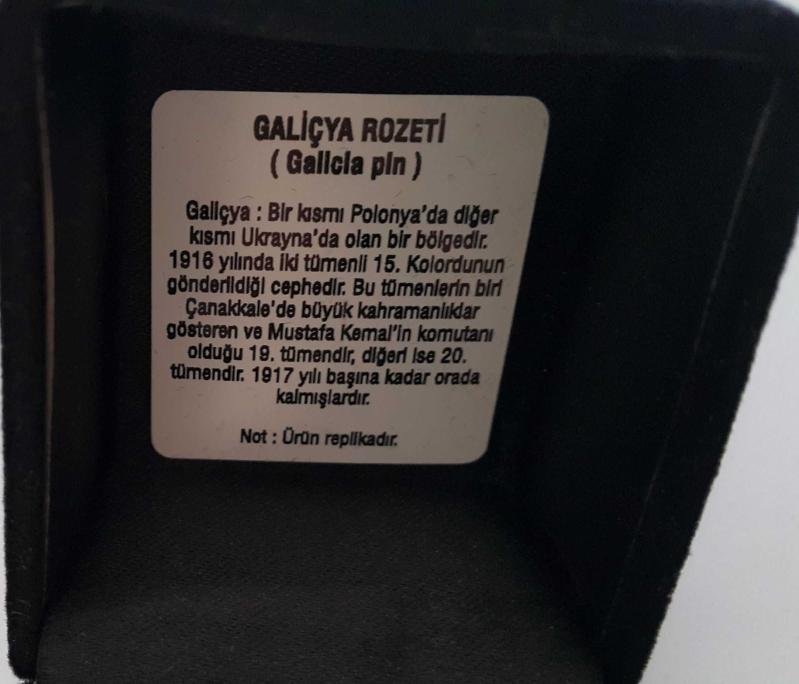 GALİÇYA ROZETİ
( Galicia pin )
Galiçya : Bir kısmı Polonya'da diğer
kısmı Ukrayna'da olan bir bölgedir.
1916 yılında iki tümenli 15. Kolordunun
gönderildiği cephedir. Bu tümenlerin biri
Çanakkale'de büyük kahramanlıklar
gösteren ve Mustafa Kemal'in komutanı
olduğu 19. tümendir, diğeri ise 20.
tümendir. 1917 yılı başına kadar orada
kalmışlardır.
Not : Ürün replikadır.